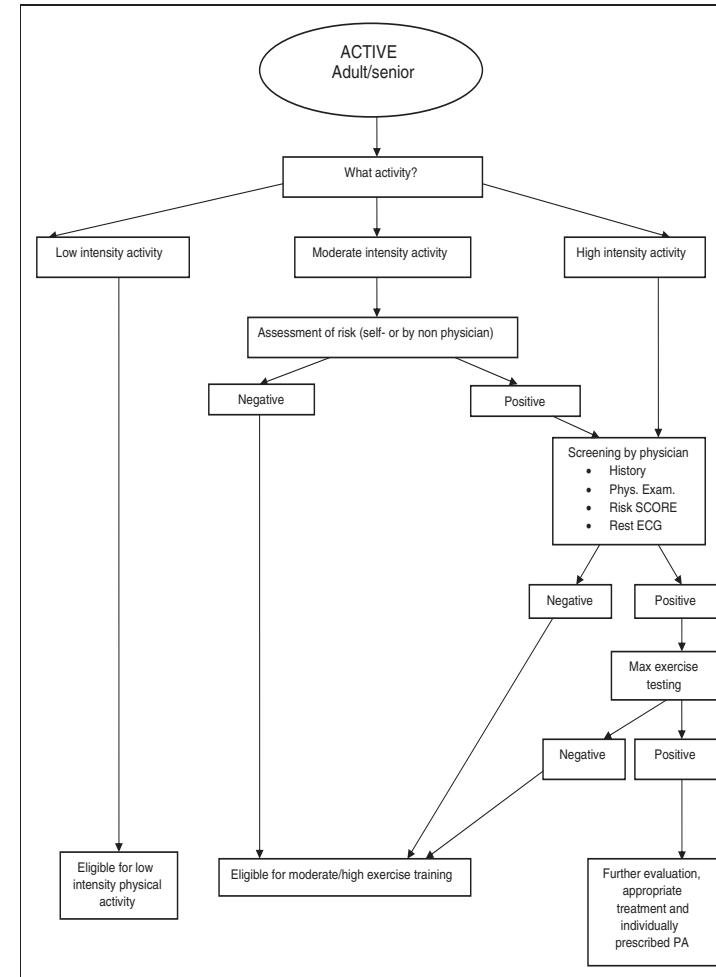 ACTIVE
Adult/senior
What activity?
Low intensity activity
Moderate intensity activity
High intensity activity
Assessment of risk (self- or by non physician)
Negative
Positive
Screening by physician
• History
• Phys. Exam.
• Risk SCORE
• Rest ECG
Negative
Positive
Max exercise
testing
Negative
Positive
Eligible for low
intensity physical
activity
Eligible for moderate/high exercise training
Further evaluation,
appropriate
treatment and
individually
prescribed PA